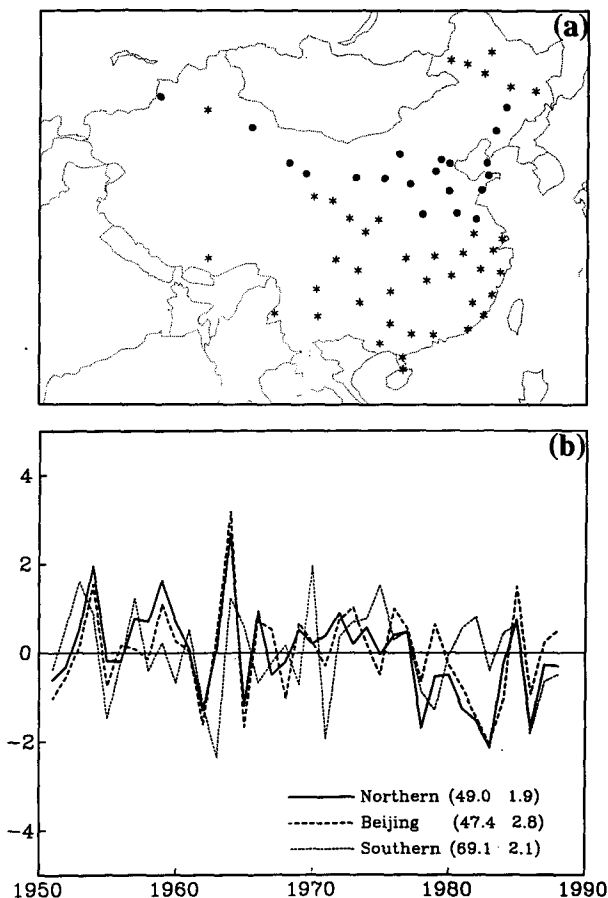 (a)
(b)
4
2
0
-2
-4
Northern (49.0 1.9)
Beijing (47.4 2.8)
Southern (69.1 2.1)
1950 1960 1970 1980 1990